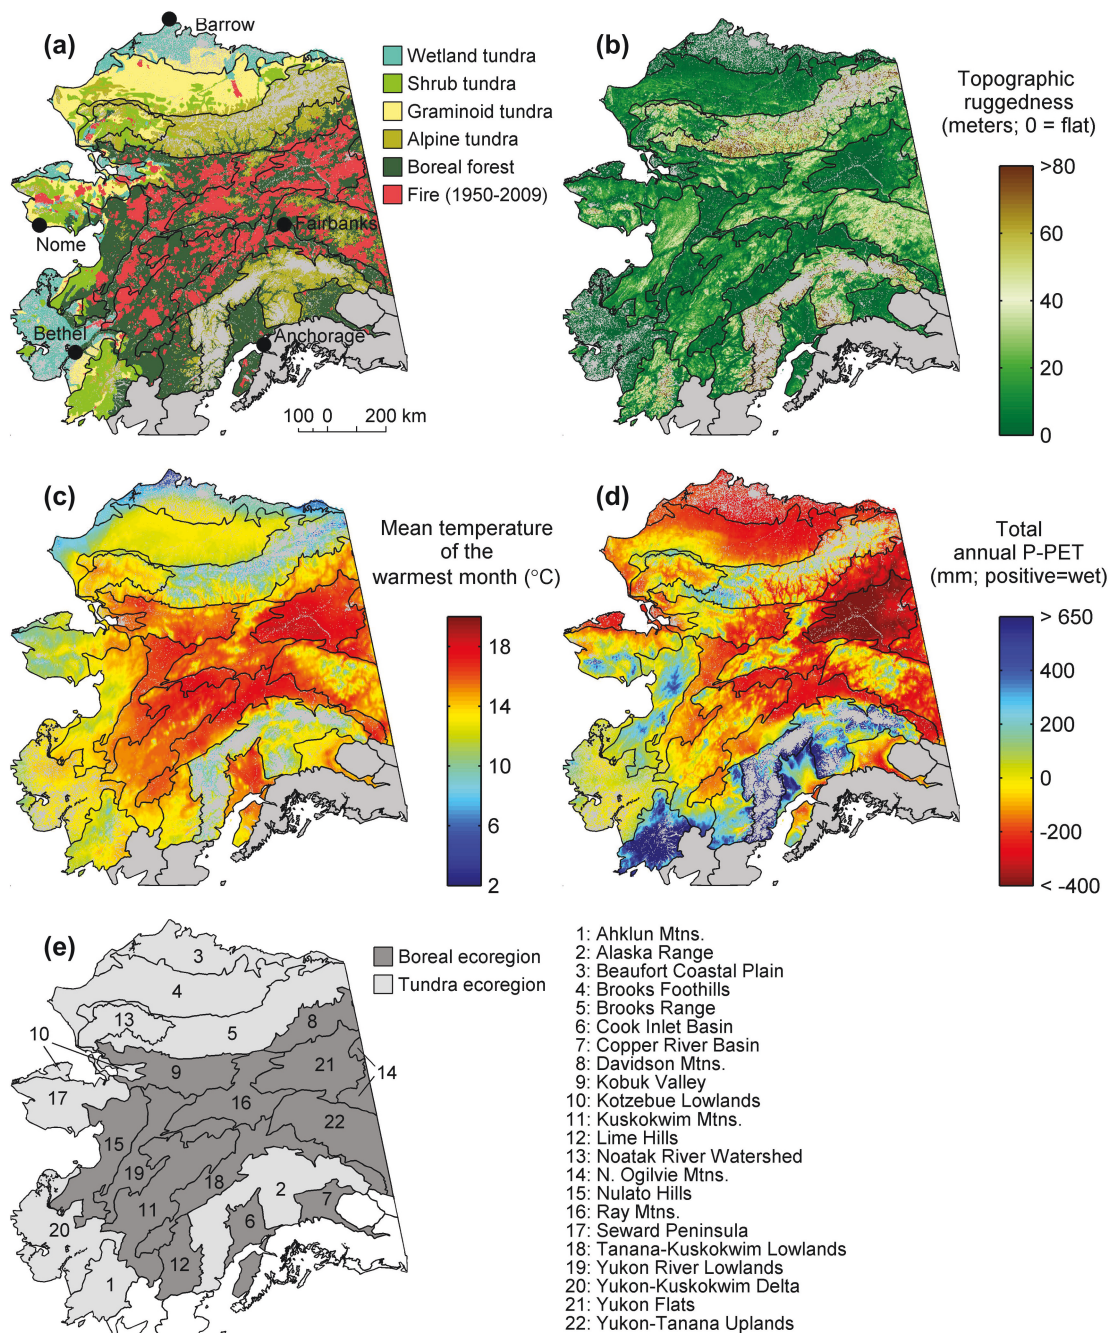 (a)
Barrow
Wetland tundra
Shrub tundra
Graminoid tundra
Alpine tundra
Boreal forest
Fire (1950-2009)
Fairbanks
Nome
Bethel
Anchorage
100 0 200 km
(b)
Topographic
ruggedness
(meters; 0 = flat)
>80
60
40
20
0
(c)
Mean temperature
of the
warmest month (°C)
18
14
10
6
2
(d)
Total
annual P-PET
(mm; positive=wet)
> 650
400
200
0
-200
< -400
(e)
Boreal ecoregion
Tundra ecoregion
3
4
13
5
8
10
9
21
14
17
16
22
15
19
18
2
7
11
20
6
12
1
1: Ahklun Mtns.
2: Alaska Range
3: Beaufort Coastal Plain
4: Brooks Foothills
5: Brooks Range
6: Cook Inlet Basin
7: Copper River Basin
8: Davidson Mtns.
9: Kobuk Valley
10: Kotzebue Lowlands
11: Kuskokwim Mtns.
12: Lime Hills
13: Noatak River Watershed
14: N. Ogilvie Mtns.
15: Nulato Hills
16: Ray Mtns.
17: Seward Peninsula
18: Tanana-Kuskokwim Lowlands
19: Yukon River Lowlands
20: Yukon-Kuskokwim Delta
21: Yukon Flats
22: Yukon-Tanana Uplands